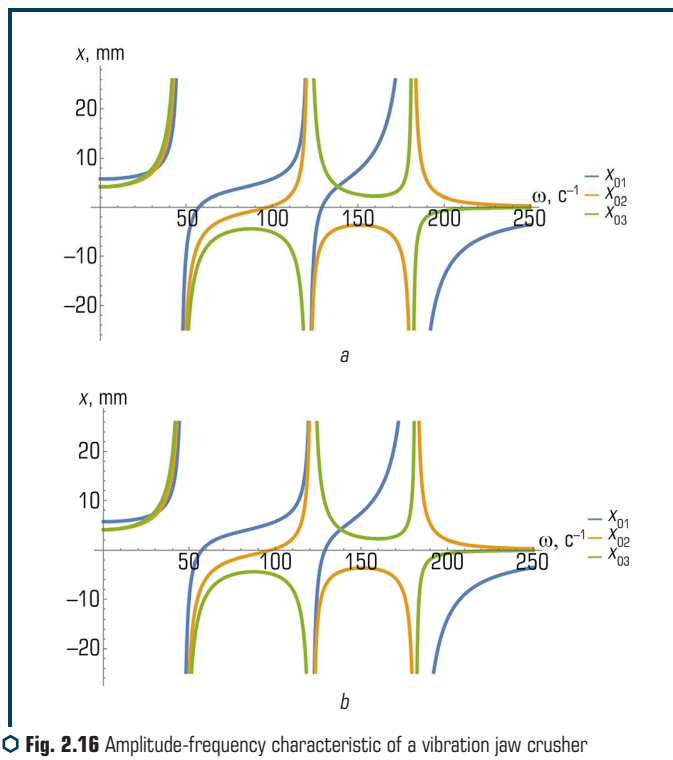 x, mm
20
10
ω, c⁻¹
50
100
150
200
250
−10
−20
X₀₁
X₀₂
X₀₃
a
x, mm
20
10
ω, c⁻¹
50
100
150
200
250
−10
−20
X₀₁
X₀₂
X₀₃
b
Fig. 2.16 Amplitude-frequency characteristic of a vibration jaw crusher